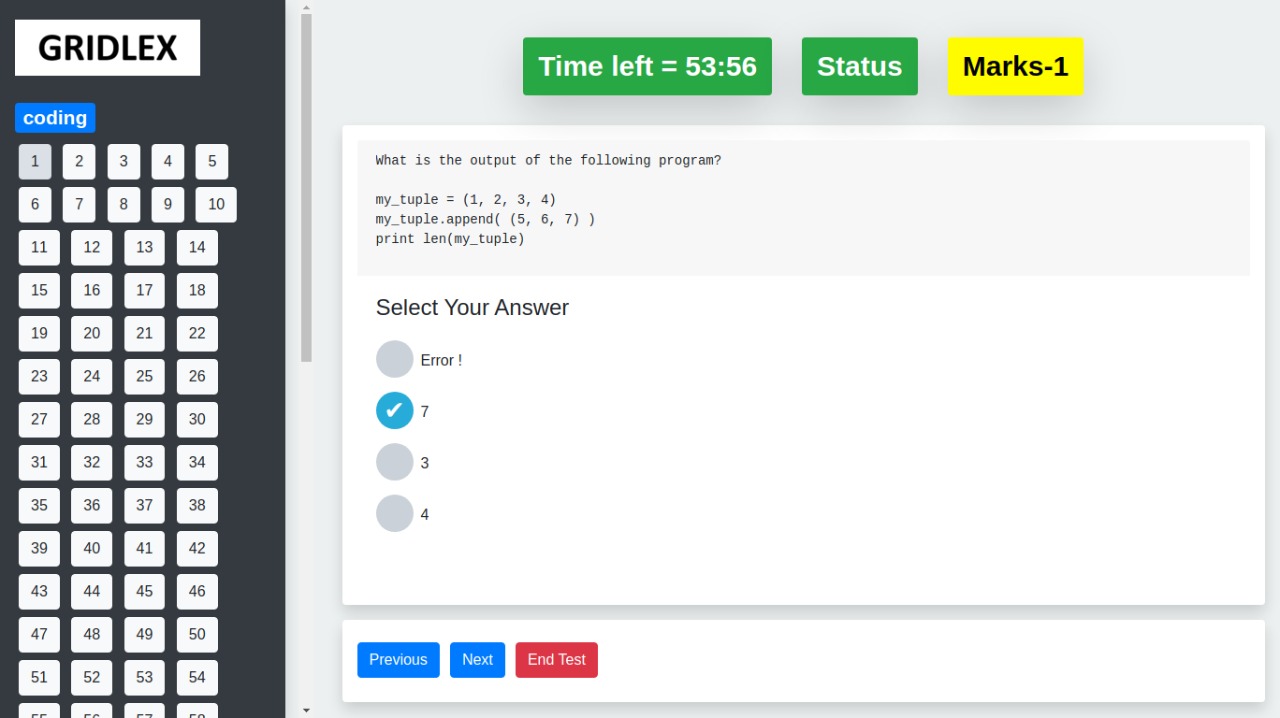 GRIDLEX
Time left = 53:56
Status
Marks-1
coding
1 2 3 4 5
6 7 8 9 10
11 12 13 14
15 16 17 18
19 20 21 22
23 24 25 26
27 28 29 30
31 32 33 34
35 36 37 38
39 40 41 42
43 44 45 46
47 48 49 50
51 52 53 54
55 56 57 58
What is the output of the following program?
my_tuple = (1, 2, 3, 4)
my_tuple.append( (5, 6, 7) )
print len(my_tuple)
Select Your Answer
Error !
7
3
4
Previous Next End Test